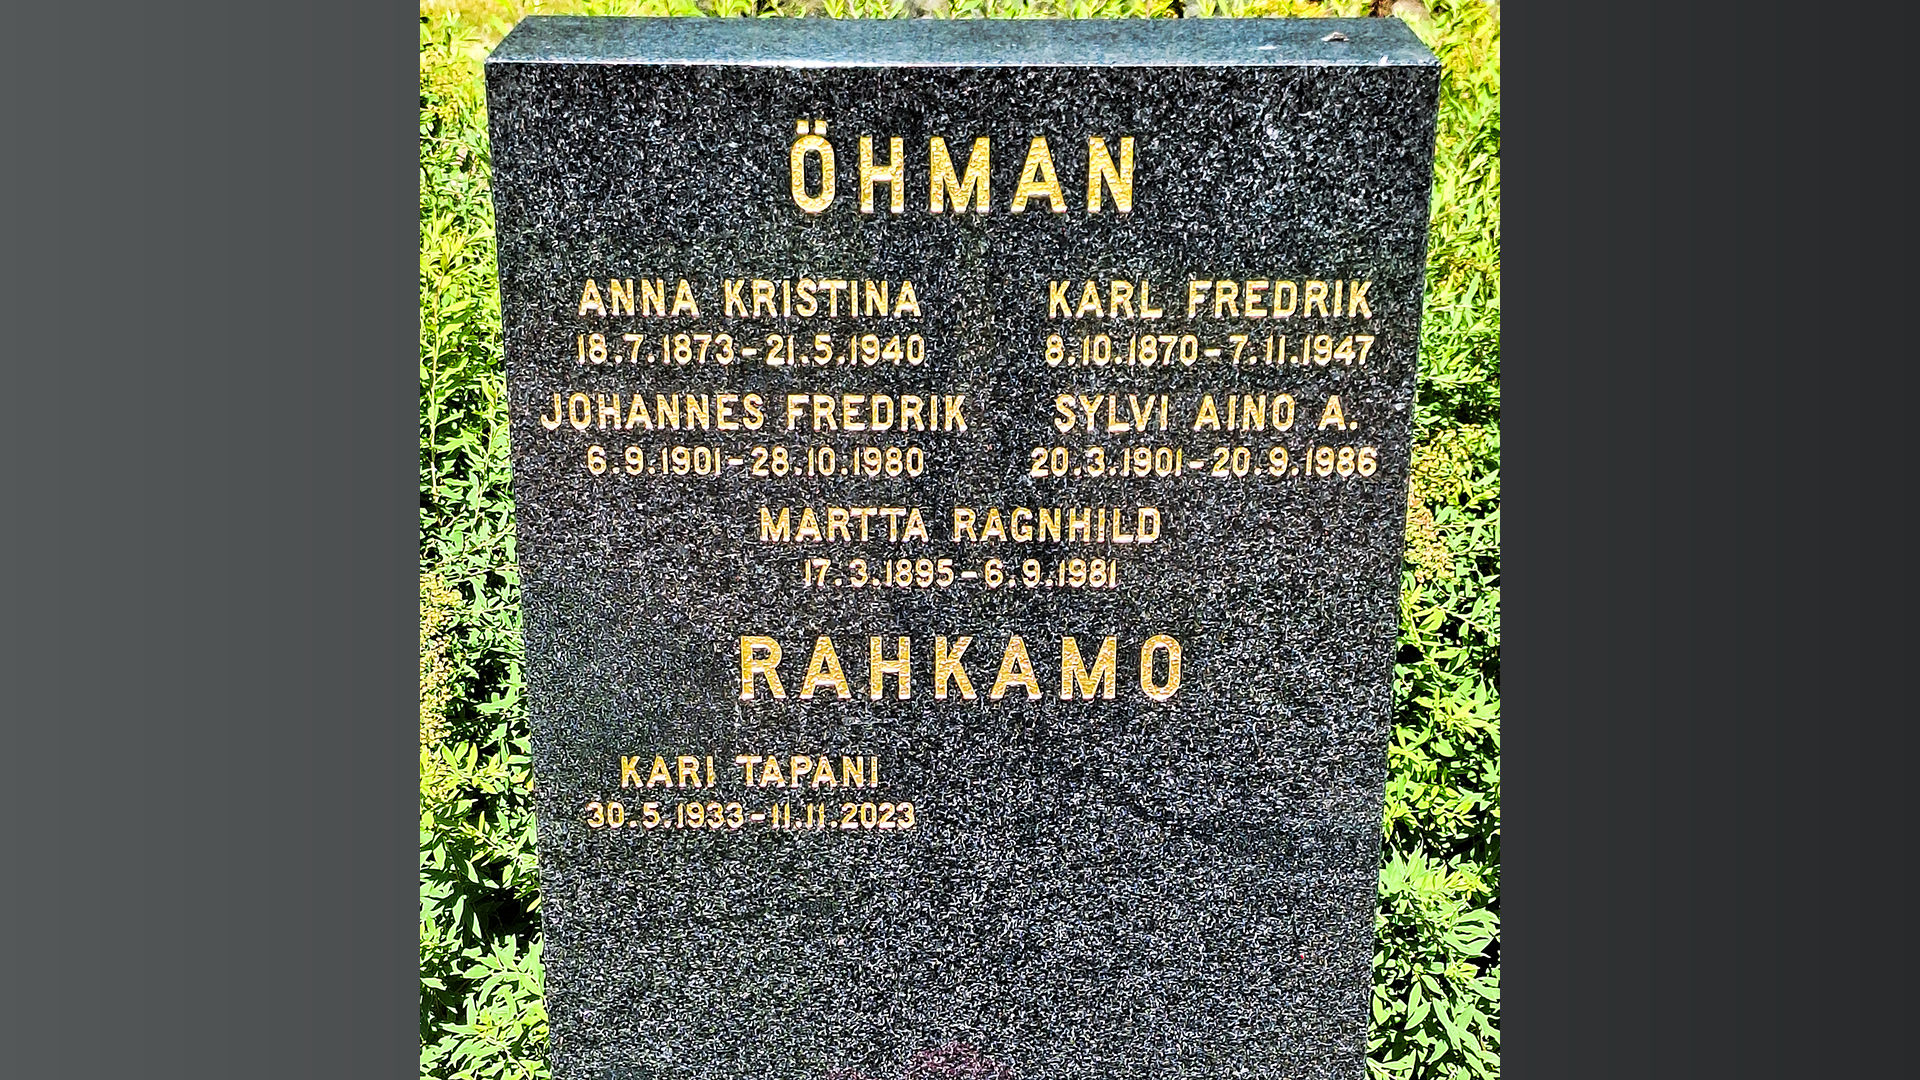 ÖHMAN
ANNA KRISTINA KARL FREDRIK
18.7.1873-21.5.1940 8.10.1870-7.11.1947
JOHANNES FREDRIK SYLVI AINO A.
6.9.1901-28.10.1980 20.3.1901-20.9.1986
MARTTA RAGNHILD
17.3.1895-6.9.1981
RAHKAMO
KARI TAPANI
30.5.1933-11.11.2023